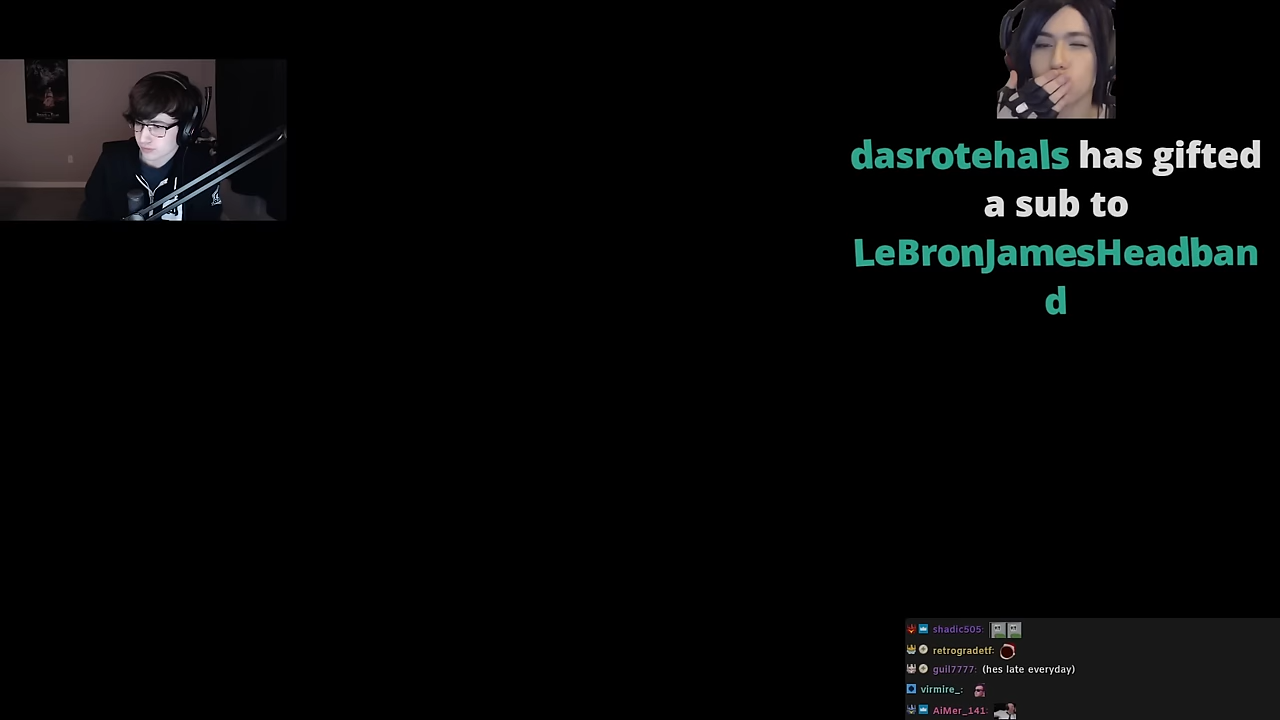 dasrotehals has gifted
a sub to
LeBronJamesHeadban
d
shadic505:
retrogradetf:
guil7777: (hes late everyday)
virmire_:
AiMer_141: